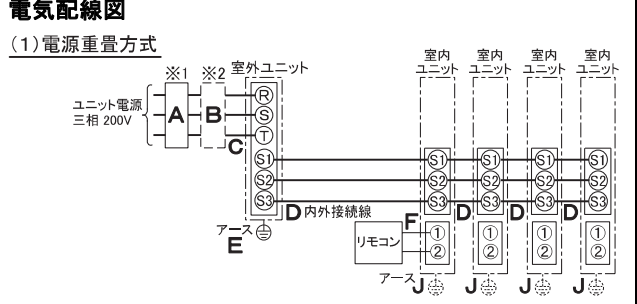 電気配線図
(1)電源重畳方式
※1 ※2 室外ユニット
室内ユニット 室内ユニット 室内ユニット 室内ユニット
ユニット電源
三相 200V
A B C
R
S
T
S1 S1 S1 S1 S1
S2 S2 S2 S2 S2
S3 S3 S3 S3 S3
D 内外接続線 D D D
アース
E
リモコン F
1 1 1 1
2 2 2 2
アース J J J J